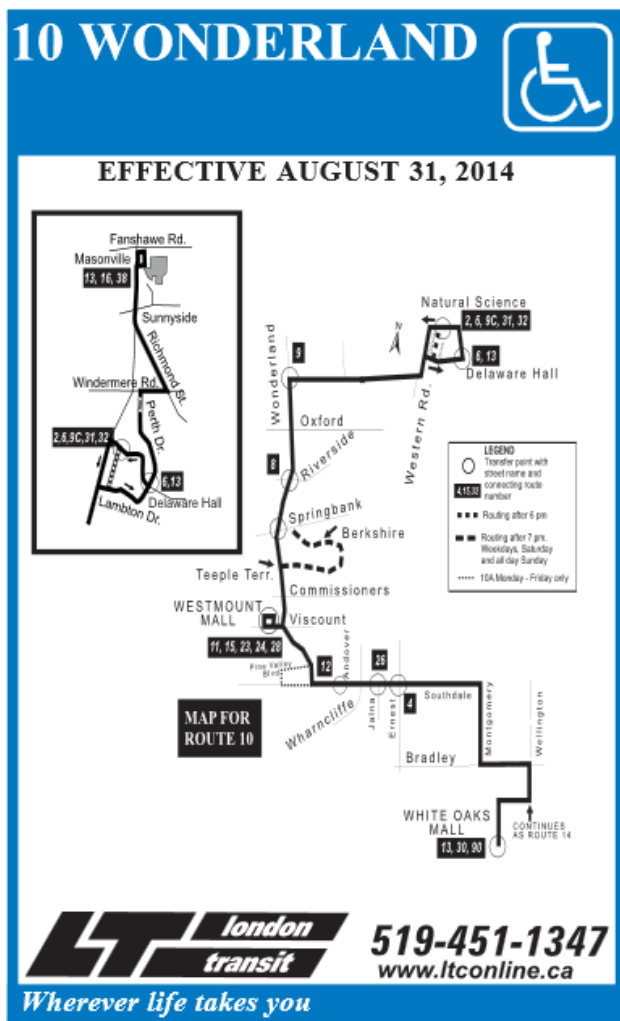 10 WONDERLAND
EFFECTIVE AUGUST 31, 2014
Fanshawe Rd.
Masonville
13, 16, 38
Sunnyside
Richmond St.
Windermere Rd.
Perth Dr.
2,6,9C,31,32
6,13
Delaware Hall
Lambton Dr.
Natural Science
2, 6, 9C, 31, 32
N
6, 13
Delaware Hall
Wonderland
9
Western Rd.
Oxford
8
Riverside
Springbank
Berkshire
Teeple Terr.
Commissioners
WESTMOUNT
MALL
Viscount
11, 15, 23, 24, 28
Pine Valley
Blvd.
12
Andover
26
Wharncliffe
Jalna
Ernest
4
Southdale
Montgomery
Wellington
Bradley
MAP FOR
ROUTE 10
WHITE OAKS
MALL
13, 30, 90
CONTINUES
AS ROUTE 14
LEGEND
Transfer point with
street name and
connecting route
number
4,15,32
Routing after 6 pm
Routing after 7 pm.
Weekdays, Saturday
and all day Sunday
10A Monday - Friday only
LT london
transit
519-451-1347
www.ltconline.ca
Wherever life takes you